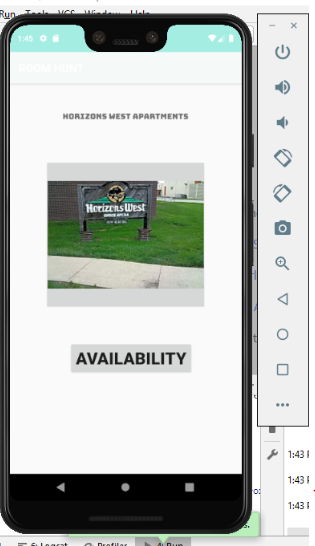 Run Tools VCS Window Help
1:45
ROOM HUNT
HORIZONS WEST APARTMENTS
Horizons West
AVAILABILITY
1:43
1:43
1:43
6: Logcat Profiler 4: Run